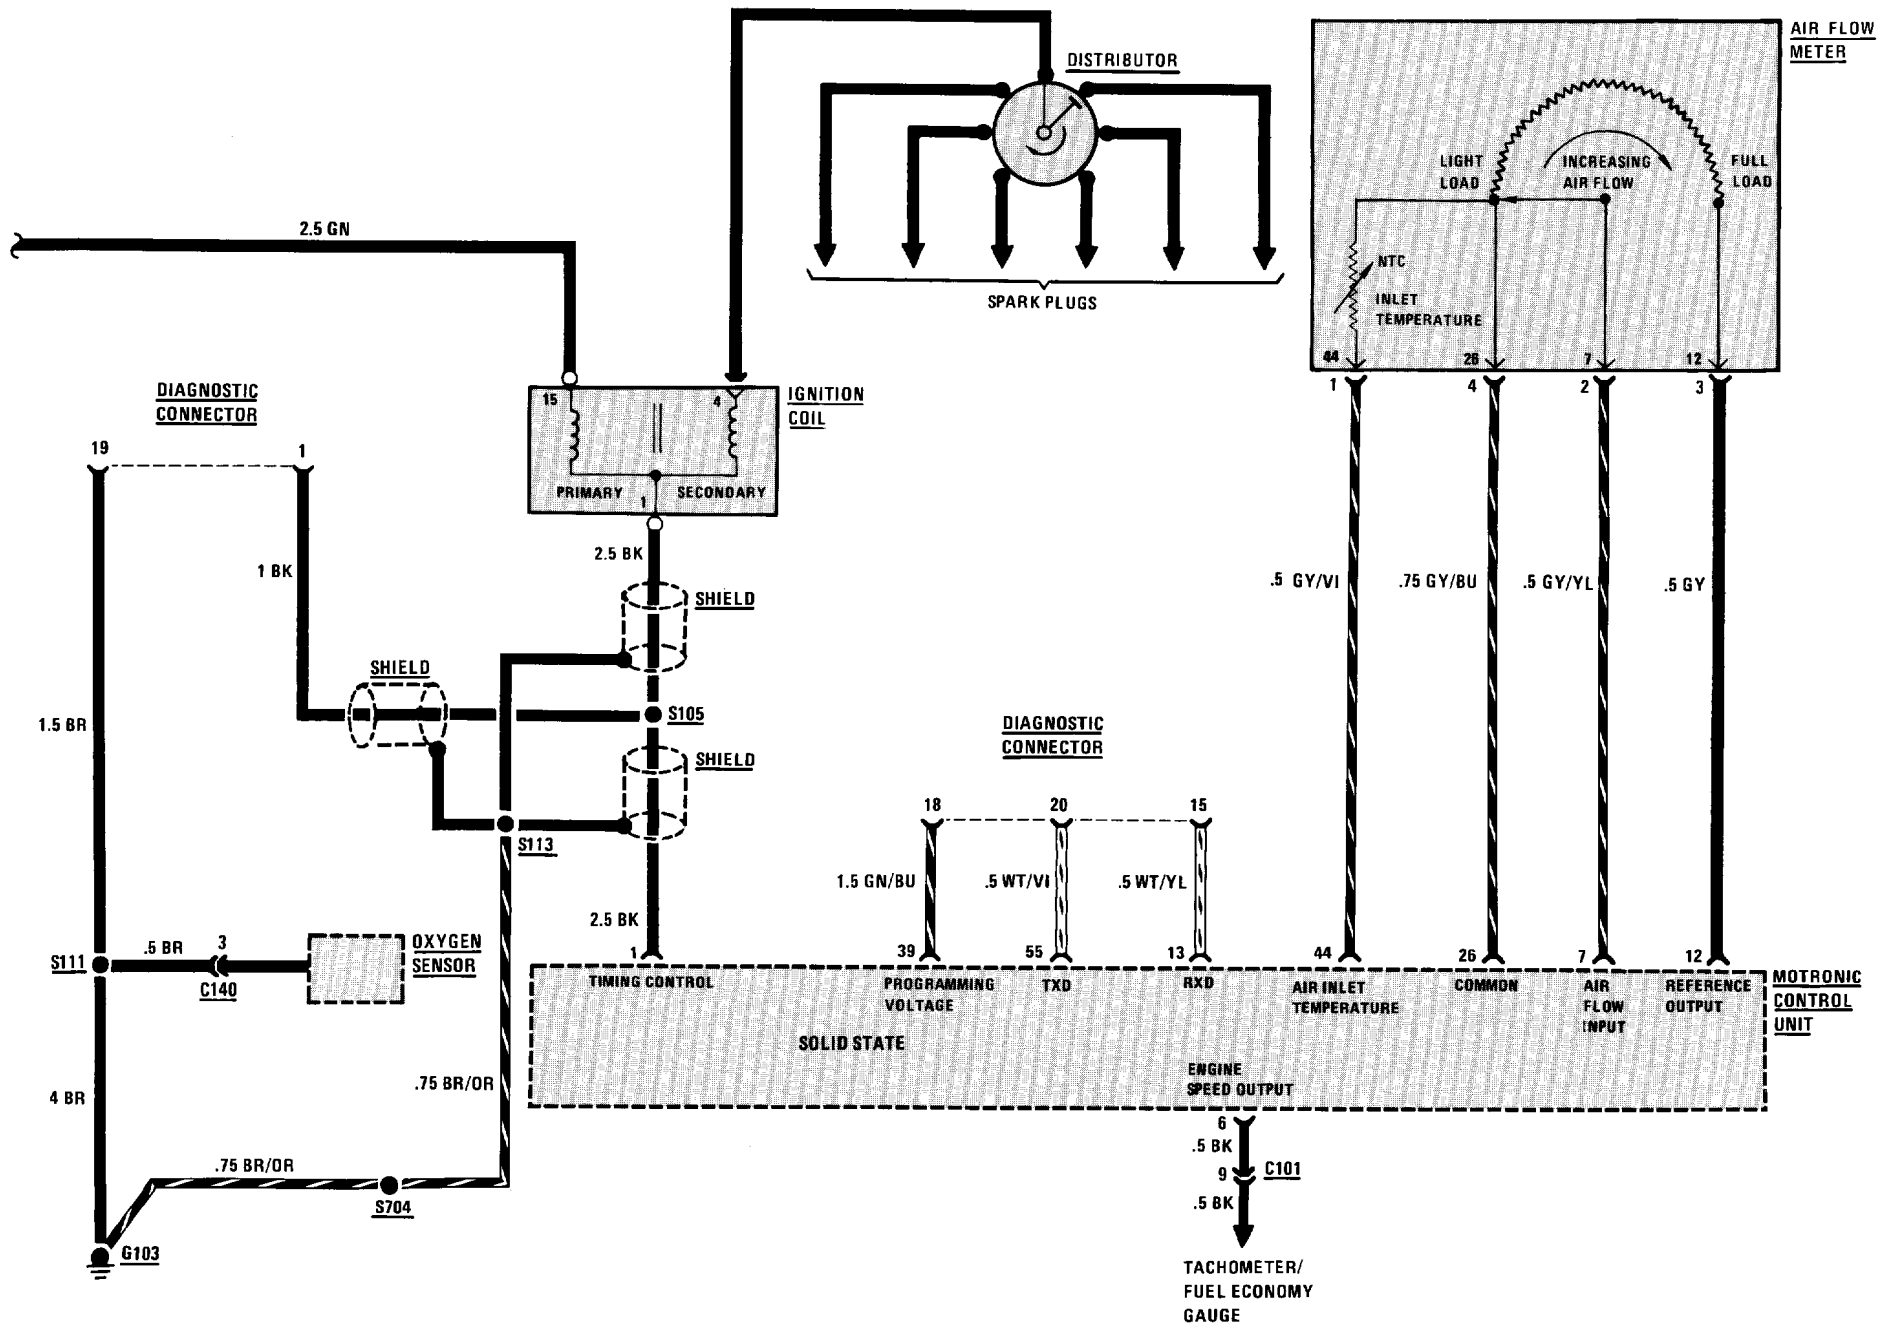 AIR FLOW
METER
DISTRIBUTOR
LIGHT
LOAD
INCREASING
AIR FLOW
FULL
LOAD
2.5 GN
NTC
INLET
TEMPERATURE
SPARK PLUGS
44
26
7
12
1
4
2
3
DIAGNOSTIC
CONNECTOR
19
1
15
4
IGNITION
COIL
PRIMARY
1
SECONDARY
2.5 BK
1 BK
SHIELD
.5 GY/VI
.75 GY/BU
.5 GY/YL
.5 GY
SHIELD
1.5 BR
S105
SHIELD
DIAGNOSTIC
CONNECTOR
18
20
15
S113
1.5 GN/BU
.5 WT/VI
.5 WT/YL
2.5 BK
S111
.5 BR
3
C140
OXYGEN
SENSOR
1
39
55
13
44
26
7
12
TIMING CONTROL
PROGRAMMING
VOLTAGE
TXD
RXD
AIR INLET
TEMPERATURE
COMMON
AIR
FLOW
INPUT
REFERENCE
OUTPUT
MOTRONIC
CONTROL
UNIT
SOLID STATE
ENGINE
SPEED OUTPUT
4 BR
.75 BR/OR
6
.5 BK
9
C101
.5 BK
.75 BR/OR
S704
G103
TACHOMETER/
FUEL ECONOMY
GAUGE